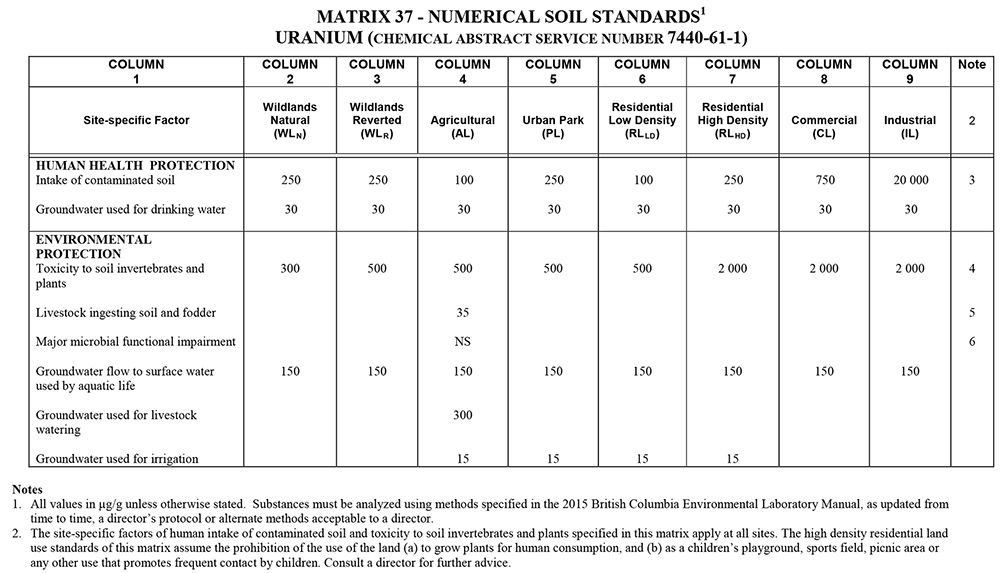 MATRIX 37 - NUMERICAL SOIL STANDARDS1
URANIUM (CHEMICAL ABSTRACT SERVICE NUMBER 7440-61-1)
COLUMN 1 COLUMN 2 COLUMN 3 COLUMN 4 COLUMN 5 COLUMN 6 COLUMN 7 COLUMN 8 COLUMN 9 Note
Site-specific Factor Wildlands Natural (WLN) Wildlands Reverted (WLR) Agricultural (AL) Urban Park (PL) Residential Low Density (RLLD) Residential High Density (RLHD) Commercial (CL) Industrial (IL) 2
HUMAN HEALTH PROTECTION
Intake of contaminated soil 250 250 100 250 100 250 750 20 000 3
Groundwater used for drinking water 30 30 30 30 30 30 30 30
ENVIRONMENTAL
PROTECTION
Toxicity to soil invertebrates and 300 500 500 500 500 2 000 2 000 2 000 4
plants
Livestock ingesting soil and fodder 35 5
Major microbial functional impairment NS 6
Groundwater flow to surface water 150 150 150 150 150 150 150 150
used by aquatic life
Groundwater used for livestock 300
watering
Groundwater used for irrigation 15 15 15 15
Notes
1. All values in µg/g unless otherwise stated. Substances must be analyzed using methods specified in the 2015 British Columbia Environmental Laboratory Manual, as updated from
time to time, a director's protocol or alternate methods acceptable to a director.
2. The site-specific factors of human intake of contaminated soil and toxicity to soil invertebrates and plants specified in this matrix apply at all sites. The high density residential land
use standards of this matrix assume the prohibition of the use of the land (a) to grow plants for human consumption, and (b) as a children's playground, sports field, picnic area or
any other use that promotes frequent contact by children. Consult a director for further advice.